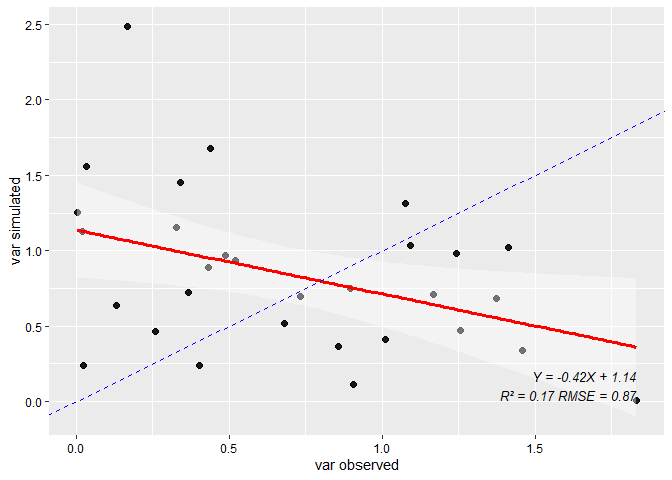 2.5
2.0
1.5
1.0
0.5
0.0
var simulated
Y = -0.42X + 1.14
R² = 0.17 RMSE = 0.87
0.0 0.5 1.0 1.5
var observed